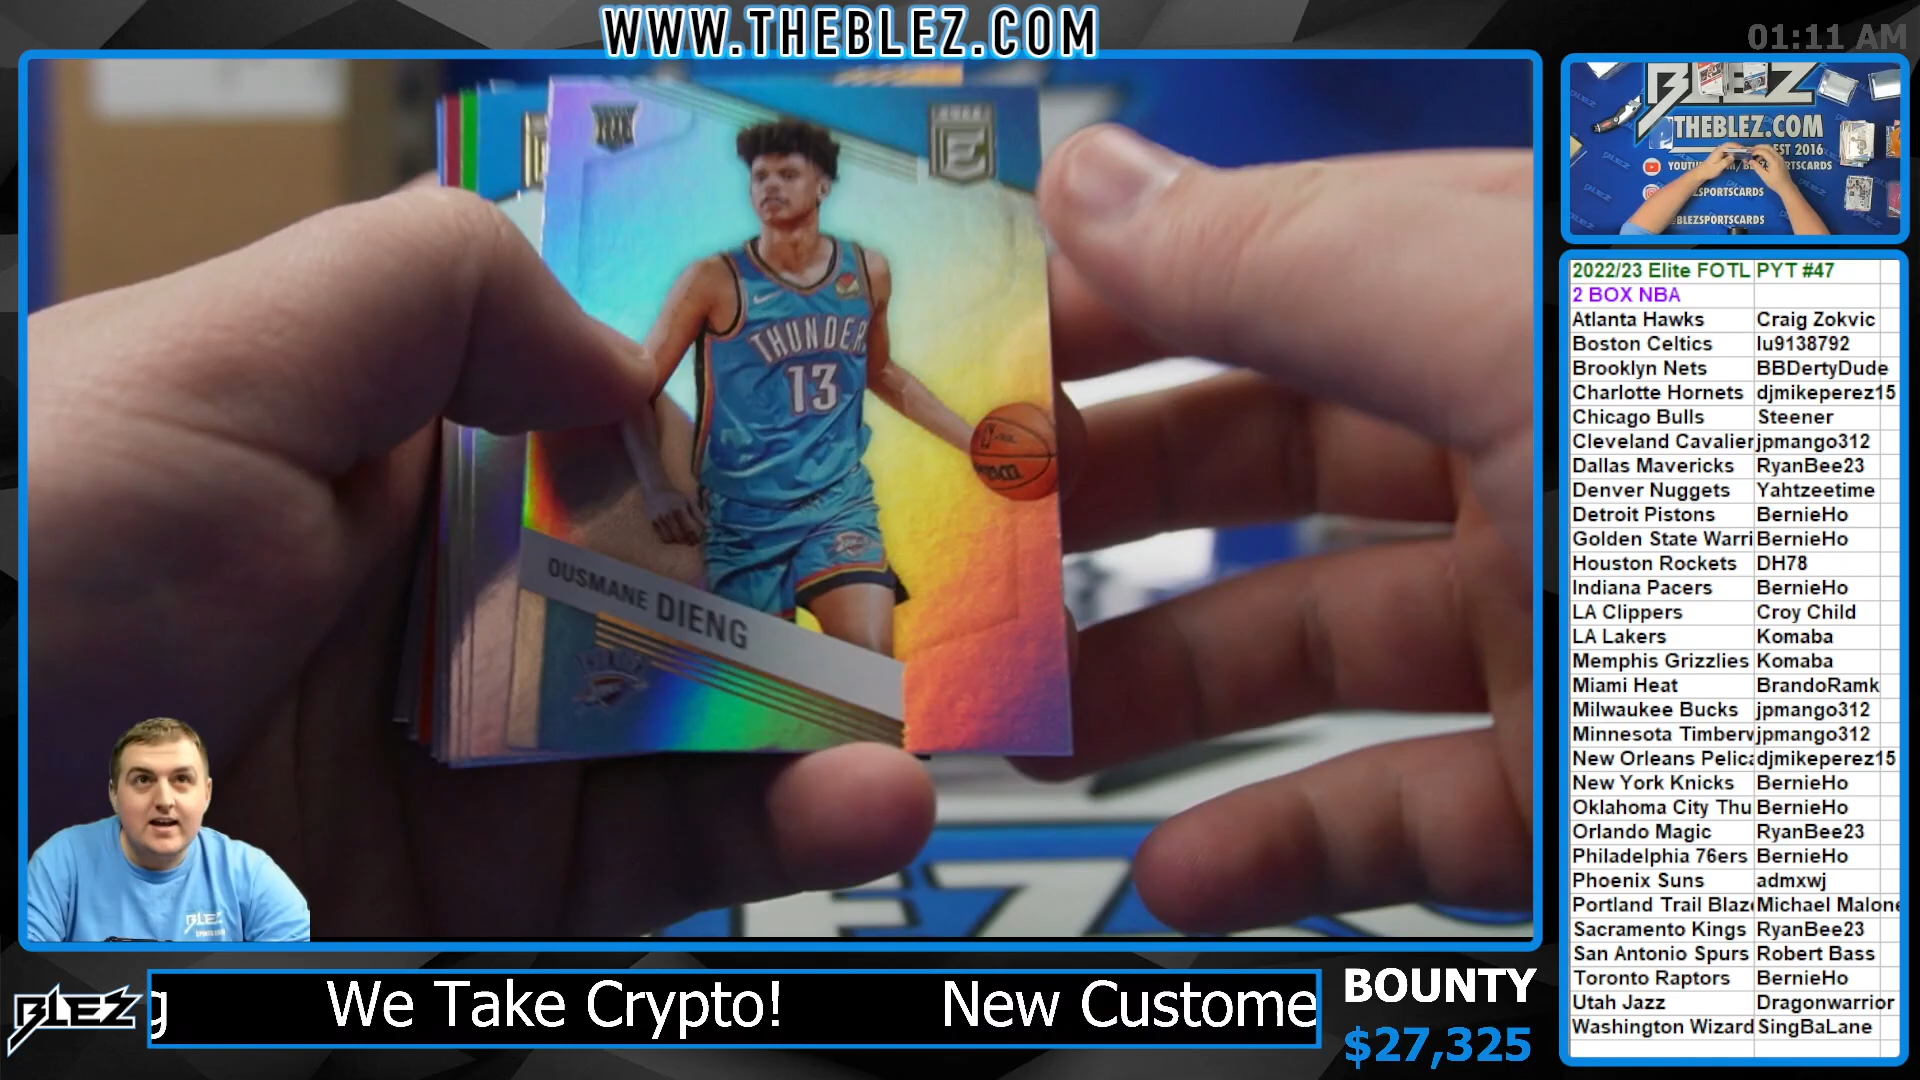 WWW.THEBLEZ.COM
01:11 AM
THUNDER
13
OUSMANE DIENG
BLEZ
THEBLEZ.COM
EST 2016
BLEZSPORTSCARDS
2022/23 Elite FOTL PYT #47
2 BOX NBA
Atlanta Hawks Craig Zokvic
Boston Celtics lu9138792
Brooklyn Nets BBDertyDude
Charlotte Hornets djmikeperez15
Chicago Bulls Steener
Cleveland Cavalier jpmango312
Dallas Mavericks RyanBee23
Denver Nuggets Yahtzeetime
Detroit Pistons BernieHo
Golden State Warri BernieHo
Houston Rockets DH78
Indiana Pacers BernieHo
LA Clippers Croy Child
LA Lakers Komaba
Memphis Grizzlies Komaba
Miami Heat BrandoRamk
Milwaukee Bucks jpmango312
Minnesota Timberv jpmango312
New Orleans Pelica djmikeperez15
New York Knicks BernieHo
Oklahoma City Thu BernieHo
Orlando Magic RyanBee23
Philadelphia 76ers BernieHo
Phoenix Suns admxwj
Portland Trail Blaze Michael Malone
Sacramento Kings RyanBee23
San Antonio Spurs Robert Bass
Toronto Raptors BernieHo
Utah Jazz Dragonwarrior
Washington Wizard SingBaLane
BLEZ
BLEZ
g We Take Crypto! New Custome
BOUNTY
$27,325